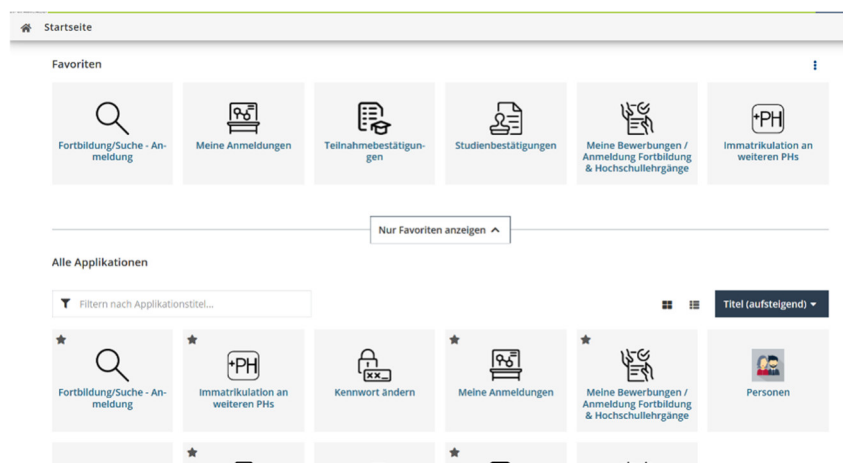 Startseite
Favoriten
Fortbildung/Suche - An-
meldung
Meine Anmeldungen
Teilnahmebestätigun-
gen
Studienbestätigungen
Meine Bewerbungen /
Anmeldung Fortbildung
& Hochschullehrgänge
+PH
Immatrikulation an
weiteren PHs
Nur Favoriten anzeigen
Alle Applikationen
Filtern nach Applikationstitel...
Titel (aufsteigend)
Fortbildung/Suche - An-
meldung
+PH
Immatrikulation an
weiteren PHs
Kennwort ändern
Meine Anmeldungen
Meine Bewerbungen /
Anmeldung Fortbildung
& Hochschullehrgänge
Personen